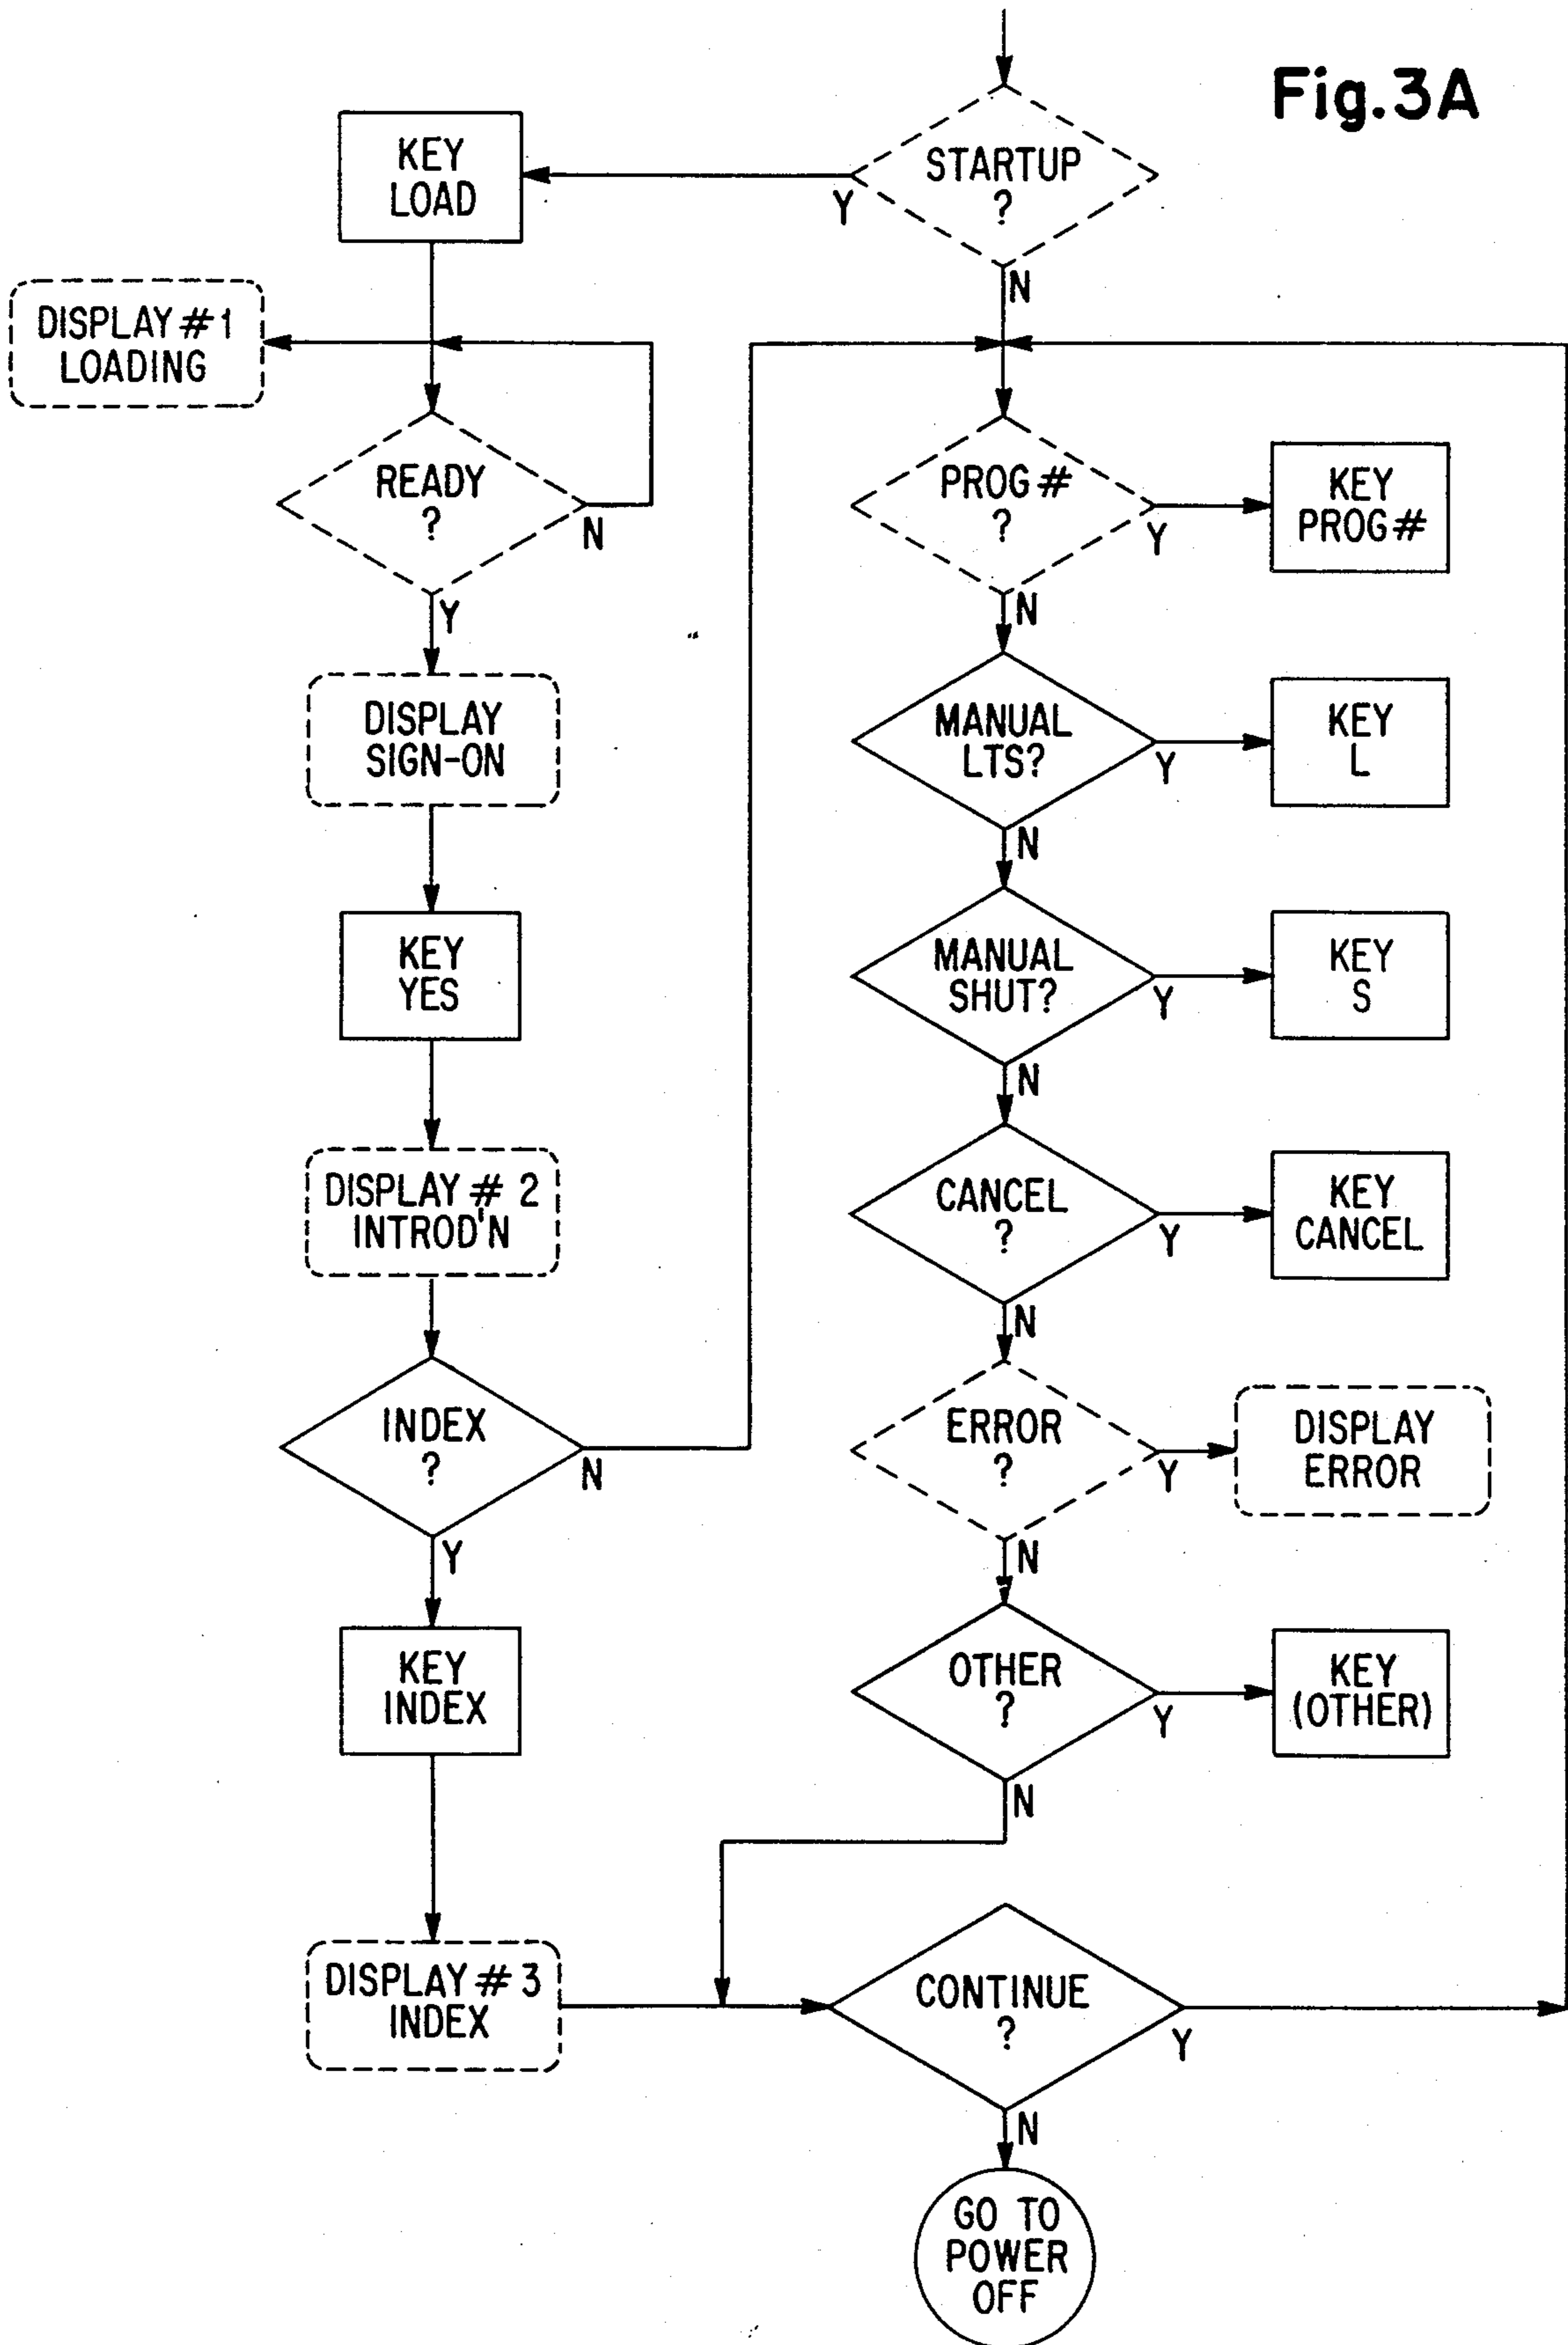 Fig.3A
STARTUP
?
Y
N
KEY
LOAD
DISPLAY #1
LOADING
READY
?
N
Y
DISPLAY
SIGN-ON
KEY
YES
DISPLAY # 2
INTROD'N
INDEX
?
N
Y
KEY
INDEX
DISPLAY # 3
INDEX
PROG #
?
Y
N
KEY
PROG #
MANUAL
LTS?
Y
N
KEY
L
MANUAL
SHUT?
Y
N
KEY
S
CANCEL
?
Y
N
KEY
CANCEL
ERROR
?
Y
N
DISPLAY
ERROR
OTHER
?
Y
N
KEY
(OTHER)
CONTINUE
?
Y
N
GO TO
POWER
OFF